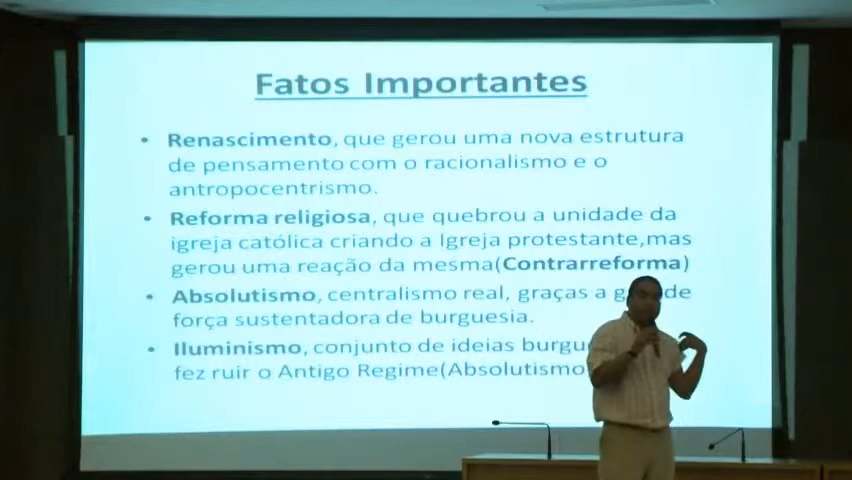 Fatos Importantes
• Renascimento, que gerou uma nova estrutura
de pensamento com o racionalismo e o
antropocentrismo.
• Reforma religiosa, que quebrou a unidade da
igreja católica criando a Igreja protestante,mas
gerou uma reação da mesma(Contrarreforma)
• Absolutismo, centralismo real, graças a de
força sustentadora de burguesia.
• Iluminismo, conjunto de ideias
fez ruir o Antigo Regime(Absolutismo